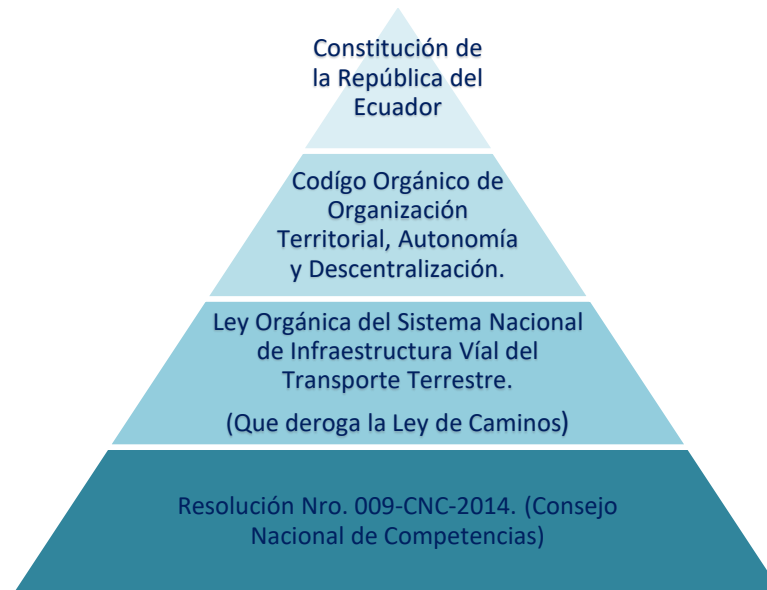 Constitución de
la República del
Ecuador
Codígo Orgánico de
Organización
Territorial, Autonomía
y Descentralización.
Ley Orgánica del Sistema Nacional
de Infraestructura Víal del
Transporte Terrestre.
(Que deroga la Ley de Caminos)
Resolución Nro. 009-CNC-2014. (Consejo
Nacional de Competencias)